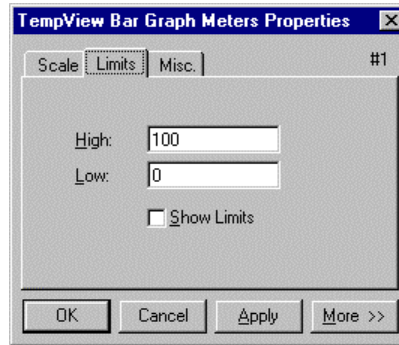 TempView Bar Graph Meters Properties
Scale Limits Misc. #1
High: 100
Low: 0
Show Limits
OK Cancel Apply More >>